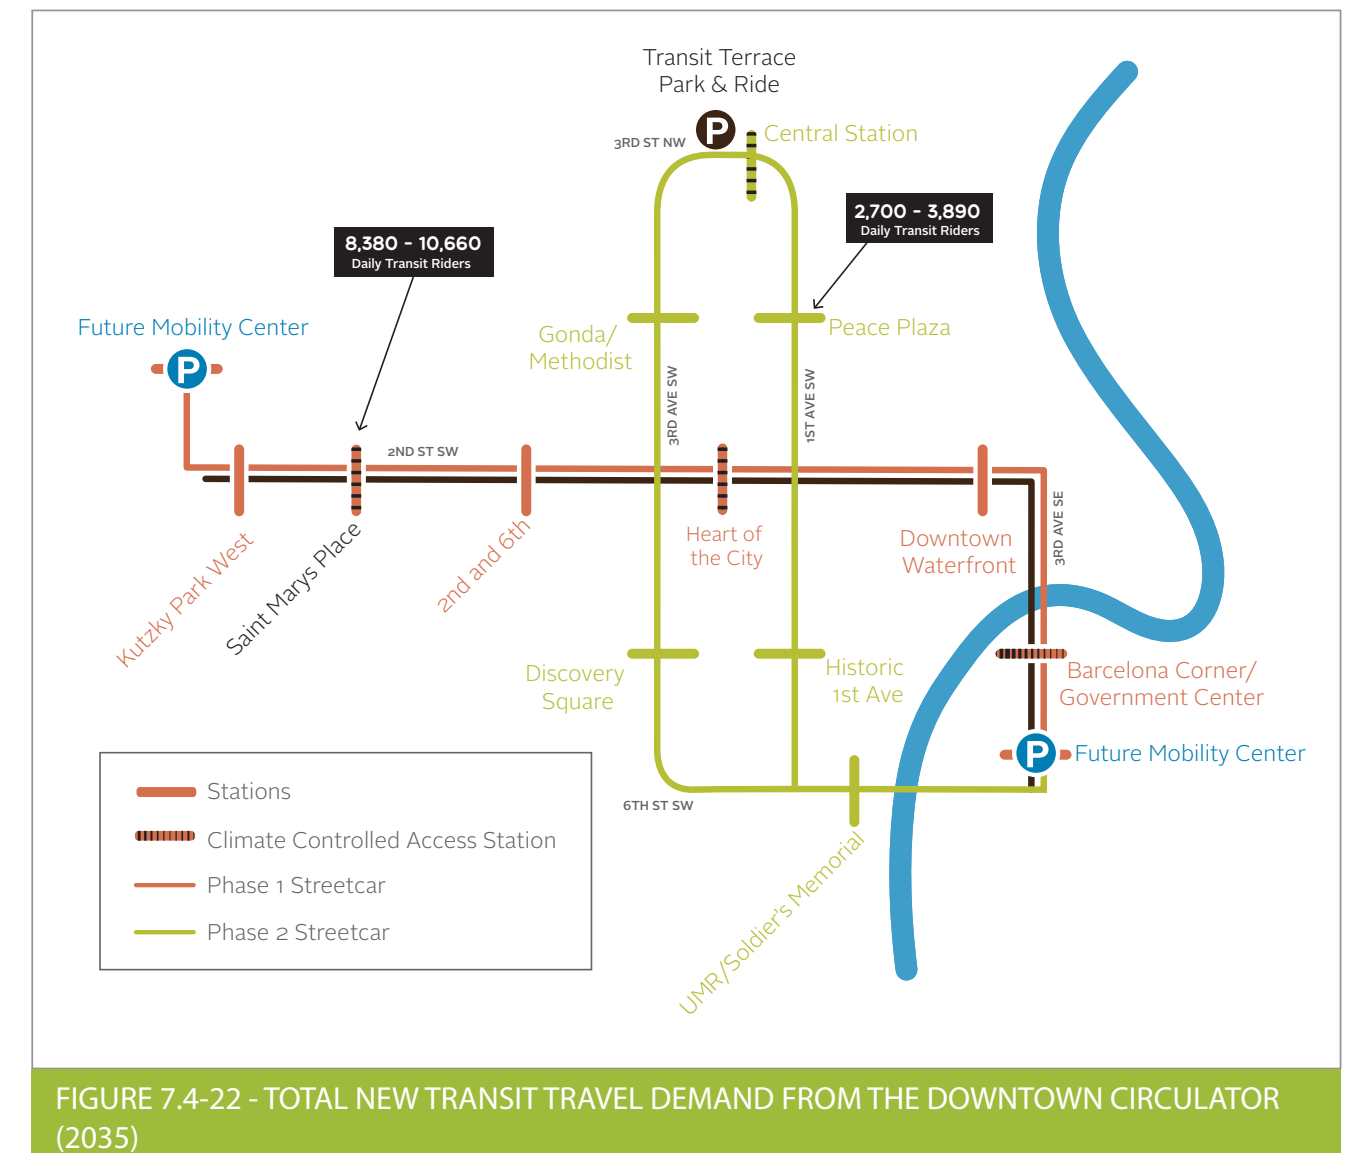 Transit Terrace
Park & Ride
P
Central Station
3RD ST NW
2,700 - 3,890
Daily Transit Riders
8,380 - 10,660
Daily Transit Riders
Future Mobility Center
P
Gonda/
Methodist
Peace Plaza
3RD AVE SW
1ST AVE SW
2ND ST SW
Kutzky Park West
Saint Marys Place
2nd and 6th
Heart of
the City
Downtown
Waterfront
3RD AVE SE
Discovery
Square
Historic
1st Ave
Barcelona Corner/
Government Center
P
Future Mobility Center
6TH ST SW
UMR/Soldier's Memorial
Stations
Climate Controlled Access Station
Phase 1 Streetcar
Phase 2 Streetcar
FIGURE 7.4-22 - TOTAL NEW TRANSIT TRAVEL DEMAND FROM THE DOWNTOWN CIRCULATOR
(2035)